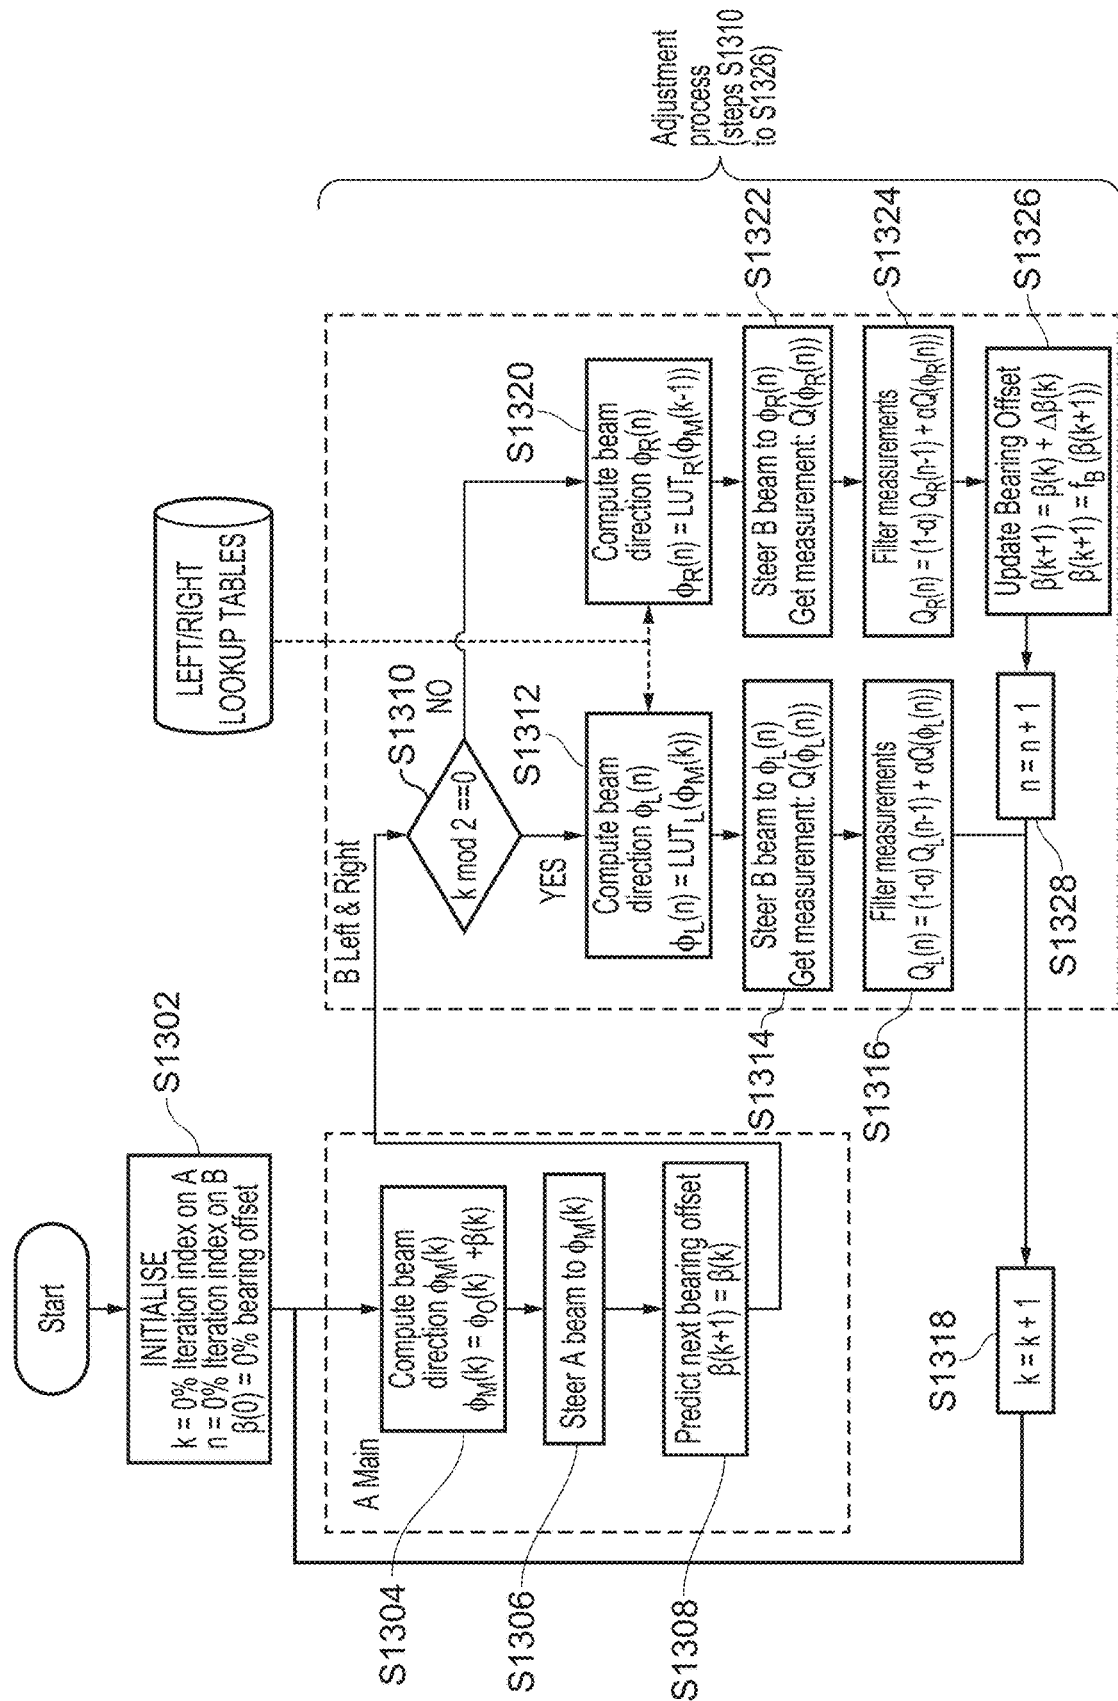 Start
INITIALISE
k = 0% Iteration index on A
n = 0% Iteration index on B
β(0) = 0% bearing offset
S1302
LEFT/RIGHT
LOOKUP TABLES
A Main
Compute beam
direction ϕM(k)
ϕM(k) = ϕO(k) +β(k)
S1304
Steer A beam to ϕM(k)
S1306
Predict next bearing offset
β(k+1) = β(k)
S1308
B Left & Right
k mod 2 ==0
S1310
NO
YES
Compute beam
direction ϕL(n)
ϕL(n) = LUTL(ϕM(k))
S1312
Steer B beam to ϕL(n)
Get measurement: Q(ϕL(n))
S1314
Filter measurements
QL(n) = (1-α) QL(n-1) + αQ(ϕL(n))
S1316
k = k + 1
S1318
Compute beam
direction ϕR(n)
ϕR(n) = LUTR(ϕM(k-1))
S1320
Steer B beam to ϕR(n)
Get measurement: Q(ϕR(n))
S1322
Filter measurements
QR(n) = (1-α) QR(n-1) + αQ(ϕR(n))
S1324
Update Bearing Offset
β(k+1) = β(k) + Δβ(k)
β(k+1) = fB (β(k+1))
S1326
n = n + 1
S1328
Adjustment
process
(steps S1310
to S1326)